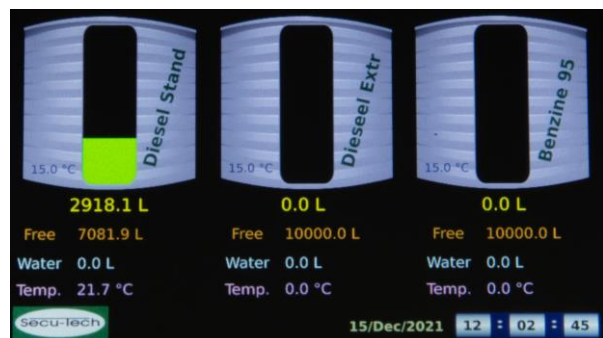 Diesel Stand
15.0 °C
2918.1 L
Free 7081.9 L
Water 0.0 L
Temp. 21.7 °C
Dieseel Extr
15.0 °C
0.0 L
Free 10000.0 L
Water 0.0 L
Temp. 0.0 °C
Benzine 95
15.0 °C
0.0 L
Free 10000.0 L
Water 0.0 L
Temp. 0.0 °C
Secu-Tech
15/Dec/2021 12 : 02 : 45